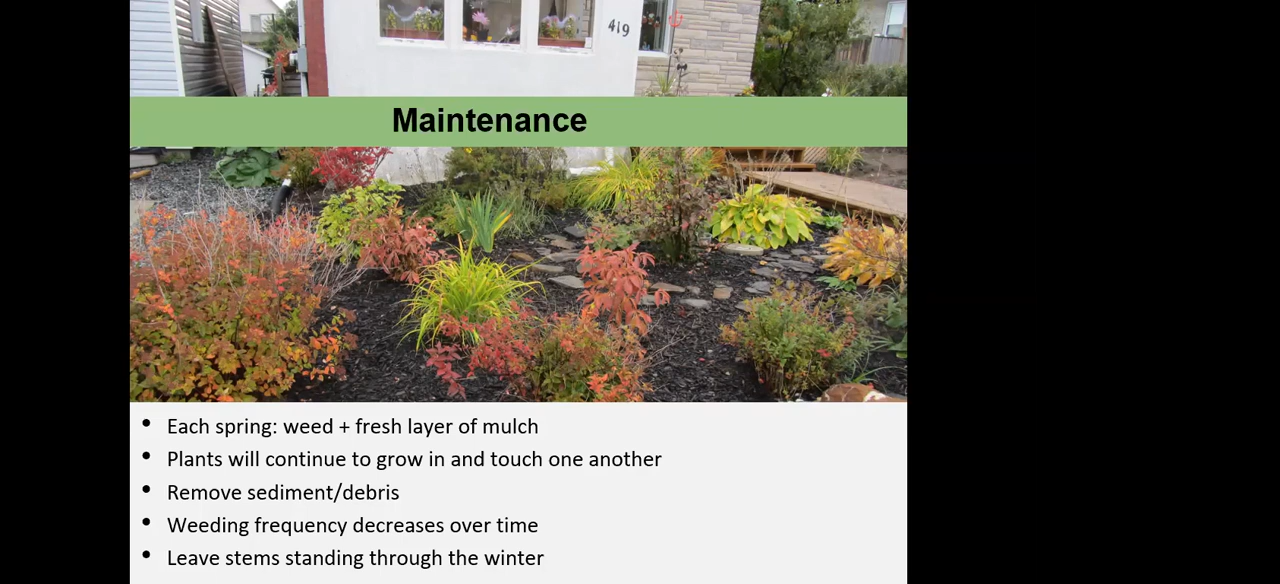 419
Maintenance
• Each spring: weed + fresh layer of mulch
• Plants will continue to grow in and touch one another
• Remove sediment/debris
• Weeding frequency decreases over time
• Leave stems standing through the winter